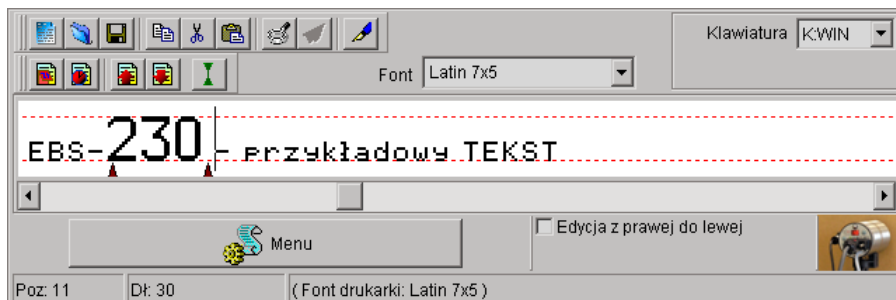 Klawiatura K:WIN
Font Latin 7x5
EBS-230 - przykładowy TEKST
Menu
Edycja z prawej do lewej
Poz: 11 Dł: 30 ( Font drukarki: Latin 7x5 )